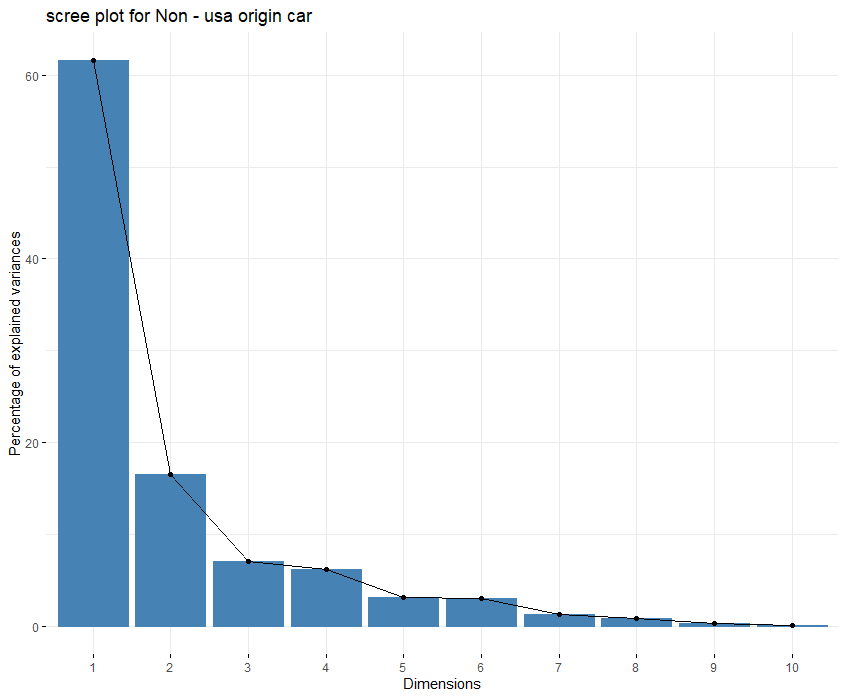 scree plot for Non - usa origin car
Percentage of explained variances
60
40
20
0
1 2 3 4 5 6 7 8 9 10
Dimensions